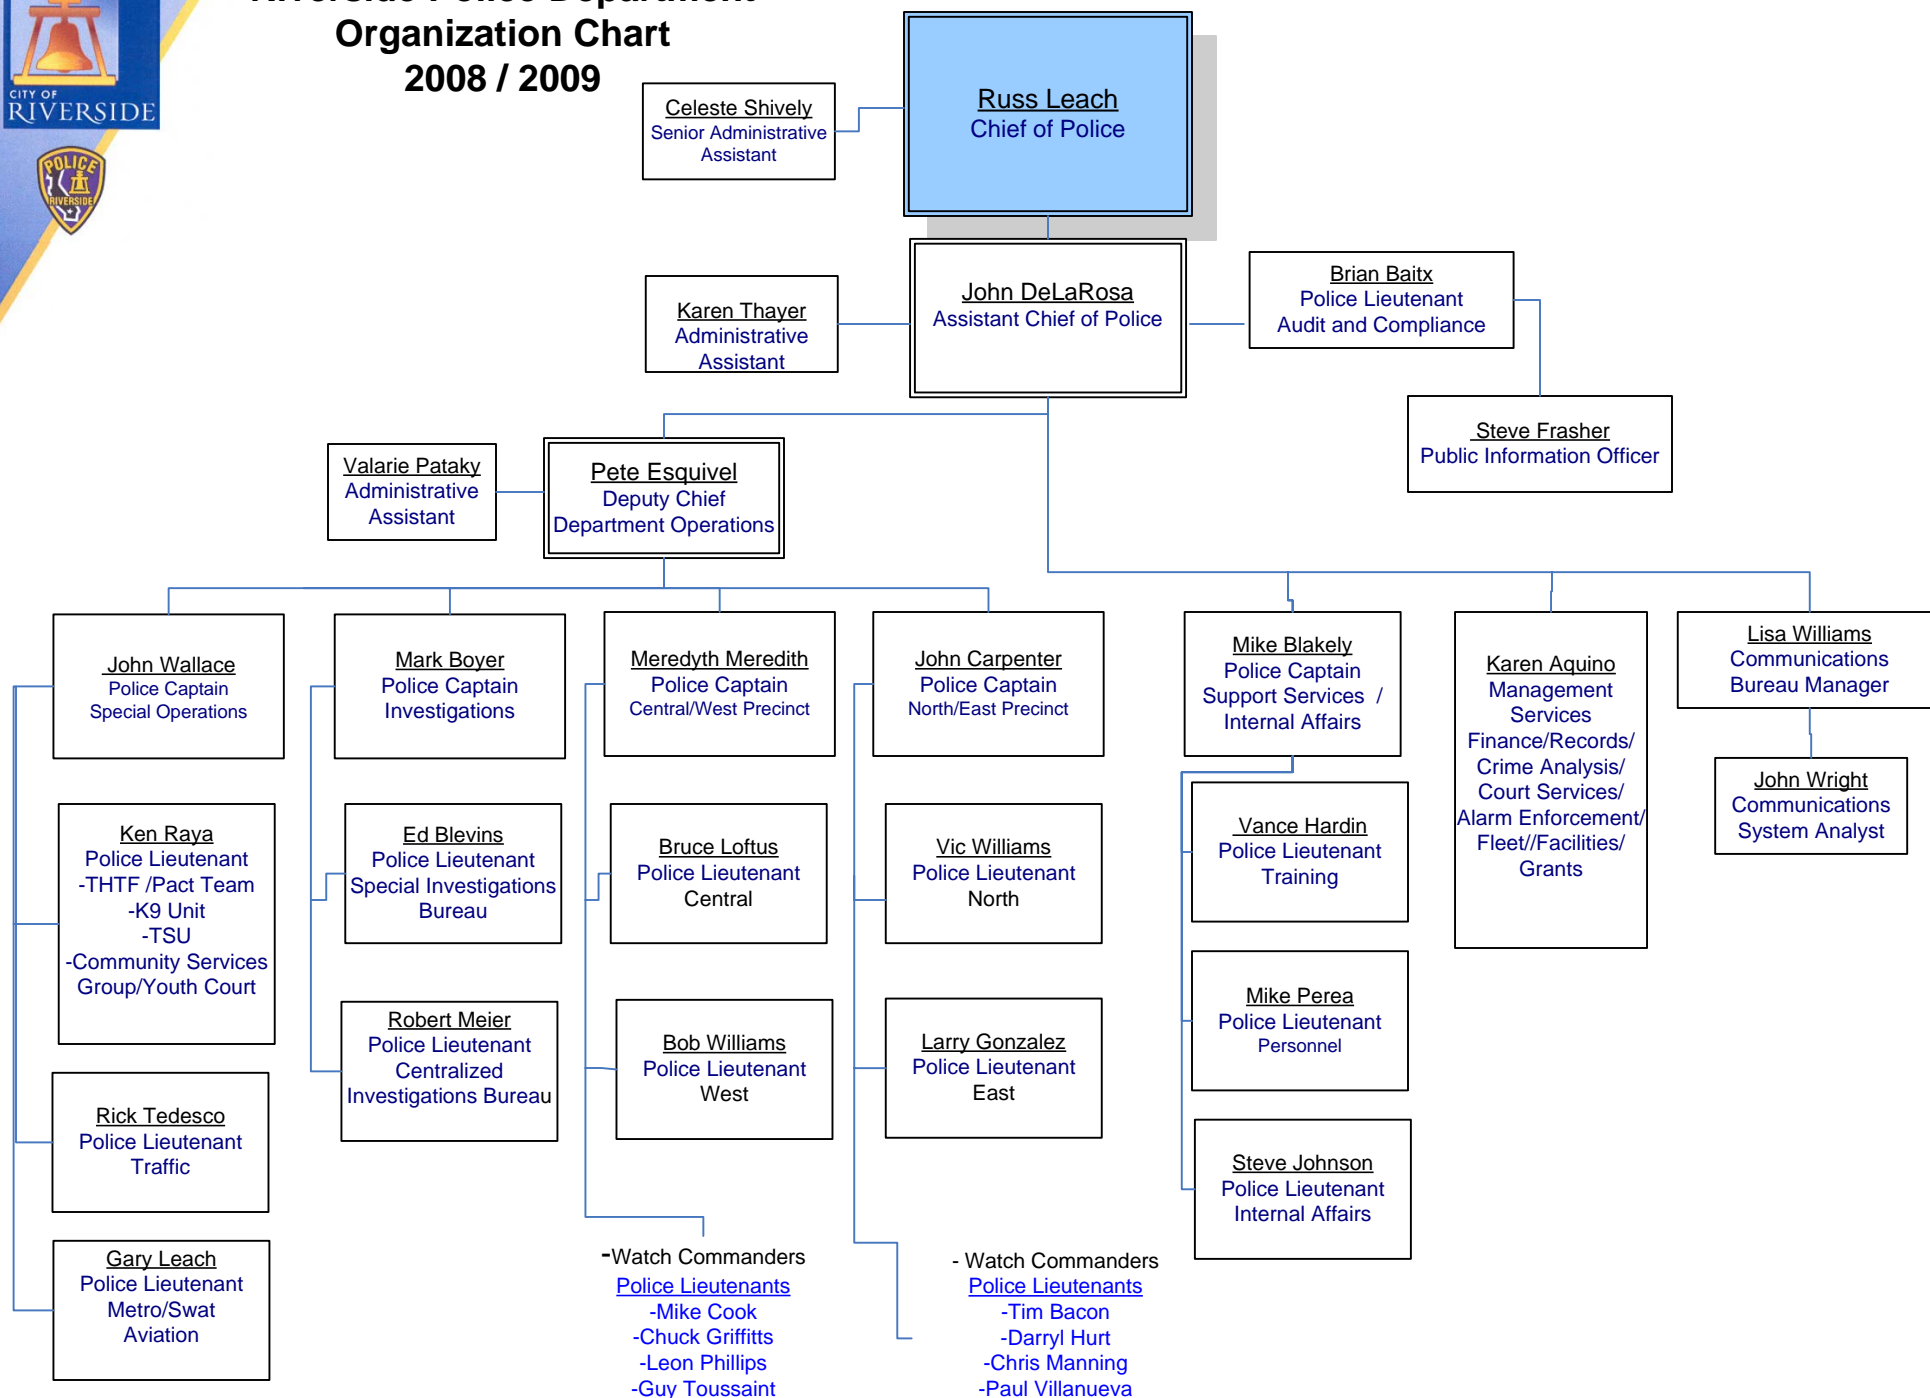 Riverside Police Department
Organization Chart
2008 / 2009
CITY OF
RIVERSIDE
POLICE
RIVERSIDE
Celeste Shively
Senior Administrative
Assistant
Russ Leach
Chief of Police
Karen Thayer
Administrative
Assistant
John DeLaRosa
Assistant Chief of Police
Brian Baitx
Police Lieutenant
Audit and Compliance
Steve Frasher
Public Information Officer
Valarie Pataky
Administrative
Assistant
Pete Esquivel
Deputy Chief
Department Operations
John Wallace
Police Captain
Special Operations
Mark Boyer
Police Captain
Investigations
Meredyth Meredith
Police Captain
Central/West Precinct
John Carpenter
Police Captain
North/East Precinct
Mike Blakely
Police Captain
Support Services /
Internal Affairs
Karen Aquino
Management
Services
Finance/Records/
Crime Analysis/
Court Services/
Alarm Enforcement/
Fleet//Facilities/
Grants
Lisa Williams
Communications
Bureau Manager
John Wright
Communications
System Analyst
Ken Raya
Police Lieutenant
-THTF /Pact Team
-K9 Unit
-TSU
-Community Services
Group/Youth Court
Ed Blevins
Police Lieutenant
Special Investigations
Bureau
Bruce Loftus
Police Lieutenant
Central
Vic Williams
Police Lieutenant
North
Vance Hardin
Police Lieutenant
Training
Robert Meier
Police Lieutenant
Centralized
Investigations Bureau
Bob Williams
Police Lieutenant
West
Larry Gonzalez
Police Lieutenant
East
Mike Perea
Police Lieutenant
Personnel
Rick Tedesco
Police Lieutenant
Traffic
Steve Johnson
Police Lieutenant
Internal Affairs
Gary Leach
Police Lieutenant
Metro/Swat
Aviation
-Watch Commanders
Police Lieutenants
-Mike Cook
-Chuck Griffitts
-Leon Phillips
-Guy Toussaint
- Watch Commanders
Police Lieutenants
-Tim Bacon
-Darryl Hurt
-Chris Manning
-Paul Villanueva